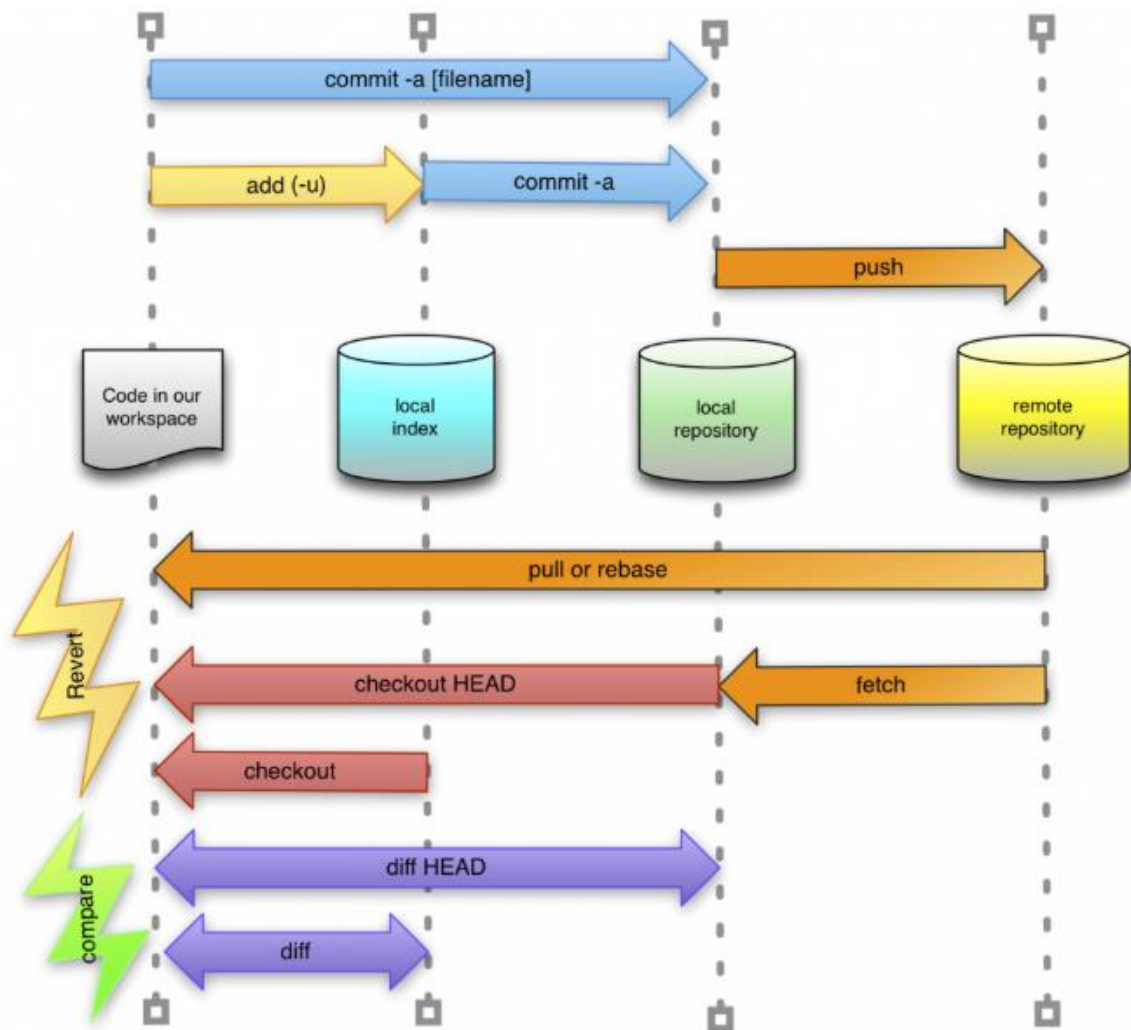 commit -a [filename]
add (-u)
commit -a
push
Code in our
workspace
local
index
local
repository
remote
repository
pull or rebase
Revert
checkout HEAD
fetch
checkout
diff HEAD
compare
diff